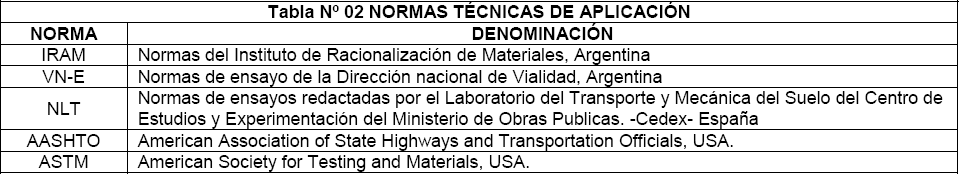 Tabla Nº 02 NORMAS TÉCNICAS DE APLICACIÓN
NORMA DENOMINACIÓN
IRAM Normas del Instituto de Racionalización de Materiales, Argentina
VN-E Normas de ensayo de la Dirección nacional de Vialidad, Argentina
NLT Normas de ensayos redactadas por el Laboratorio del Transporte y Mecánica del Suelo del Centro de
Estudios y Experimentación del Ministerio de Obras Publicas. -Cedex- España
AASHTO American Association of State Highways and Transportation Officials, USA.
ASTM American Society for Testing and Materials, USA.